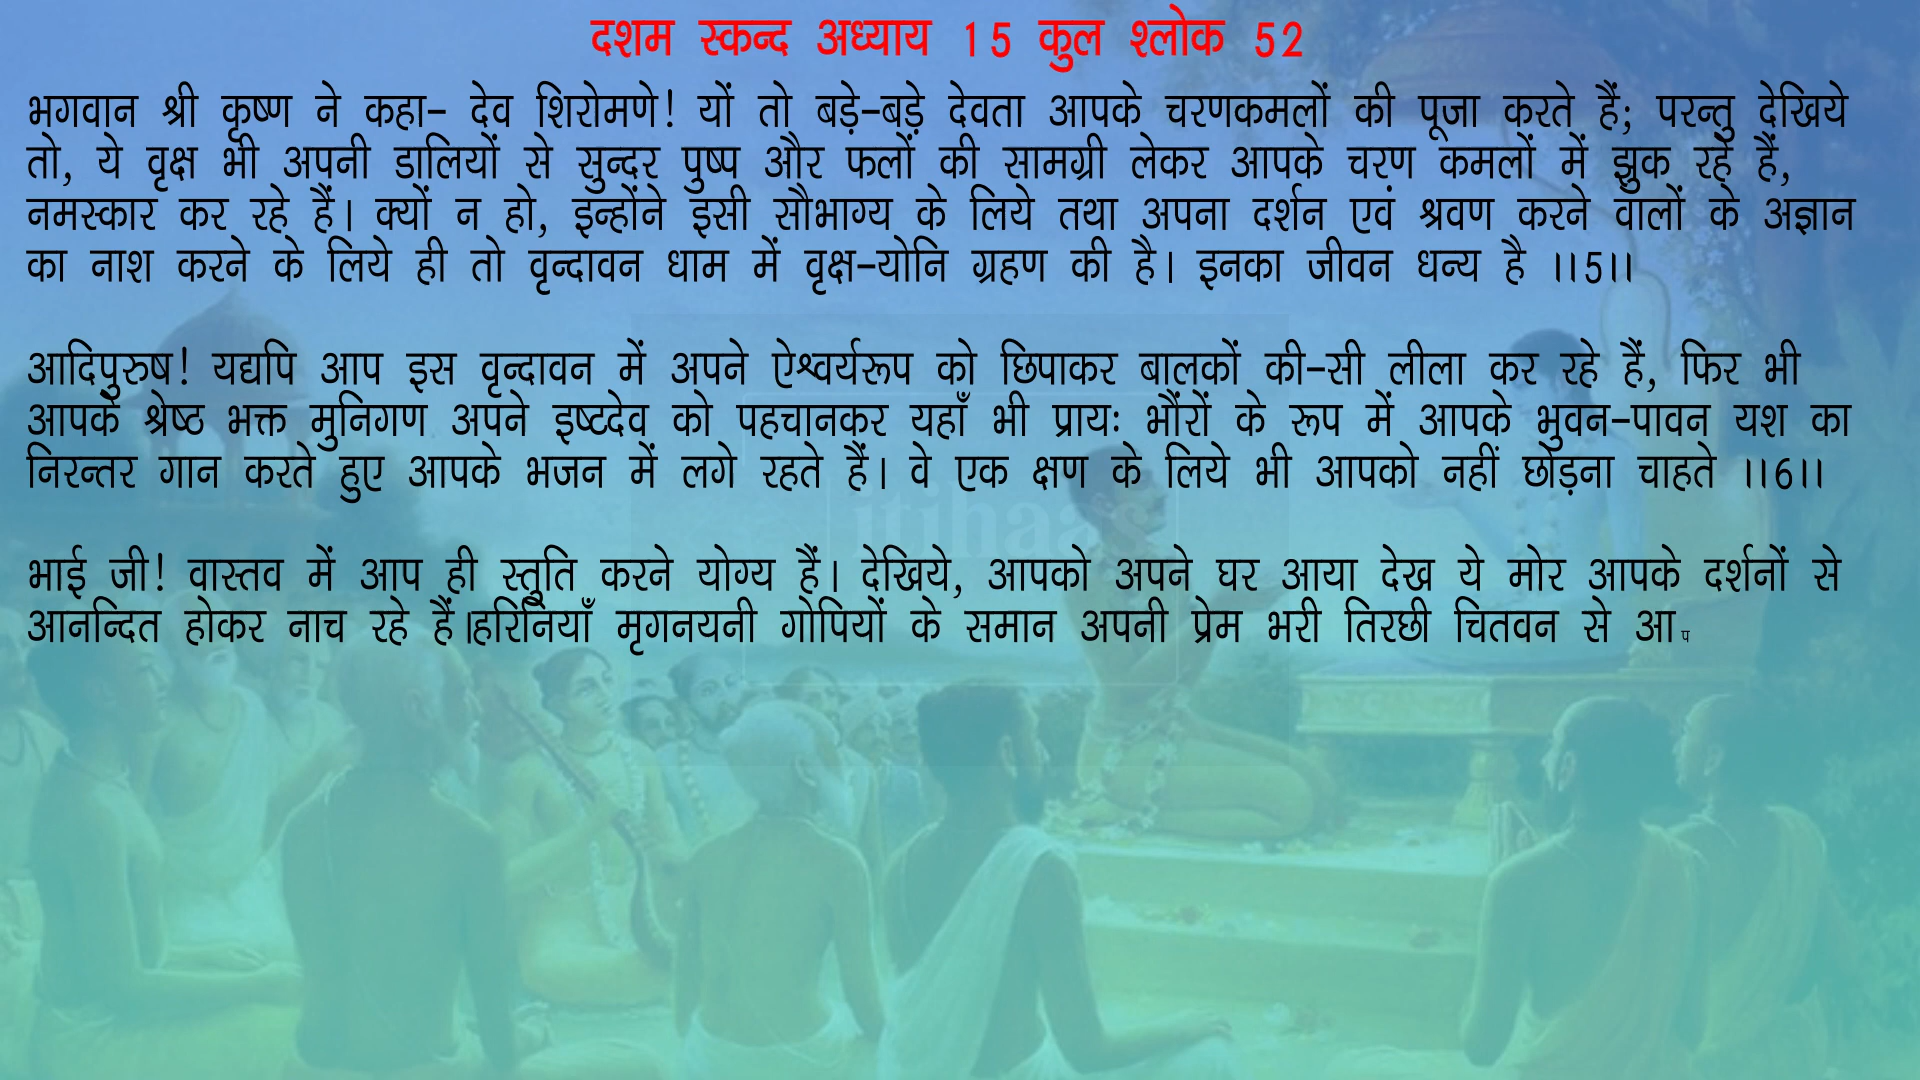 दशम स्कन्द अध्याय 15 कुल श्लोक 52
भगवान श्री कृष्ण ने कहा- देव शिरोमणे! यों तो बड़े-बड़े देवता आपके चरणकमलों की पूजा करते हैं; परन्तु देखिये
तो, ये वृक्ष भी अपनी डालियों से सुन्दर पुष्प और फलों की सामग्री लेकर आपके चरण कमलों में झुक रहे हैं,
नमस्कार कर रहे हैं। क्यों न हो, इन्होंने इसी सौभाग्य के लिये तथा अपना दर्शन एवं श्रवण करने वालों के अज्ञान
का नाश करने के लिये ही तो वृन्दावन धाम में वृक्ष-योनि ग्रहण की है। इनका जीवन धन्य है ।।5।।
आदिपुरुष! यद्यपि आप इस वृन्दावन में अपने ऐश्वर्यरूप को छिपाकर बालकों की-सी लीला कर रहे हैं, फिर भी
आपके श्रेष्ठ भक्त मुनिगण अपने इष्टदेव को पहचानकर यहाँ भी प्रायः भौंरों के रूप में आपके भुवन-पावन यश का
निरन्तर गान करते हुए आपके भजन में लगे रहते हैं। वे एक क्षण के लिये भी आपको नहीं छोड़ना चाहते ।।6।।
itihaas
भाई जी! वास्तव में आप ही स्तुति करने योग्य हैं। देखिये, आपको अपने घर आया देख ये मोर आपके दर्शनों से
आनन्दित होकर नाच रहे हैं।हरिनियाँ मृगनयनी गोपियों के समान अपनी प्रेम भरी तिरछी चितवन से आप